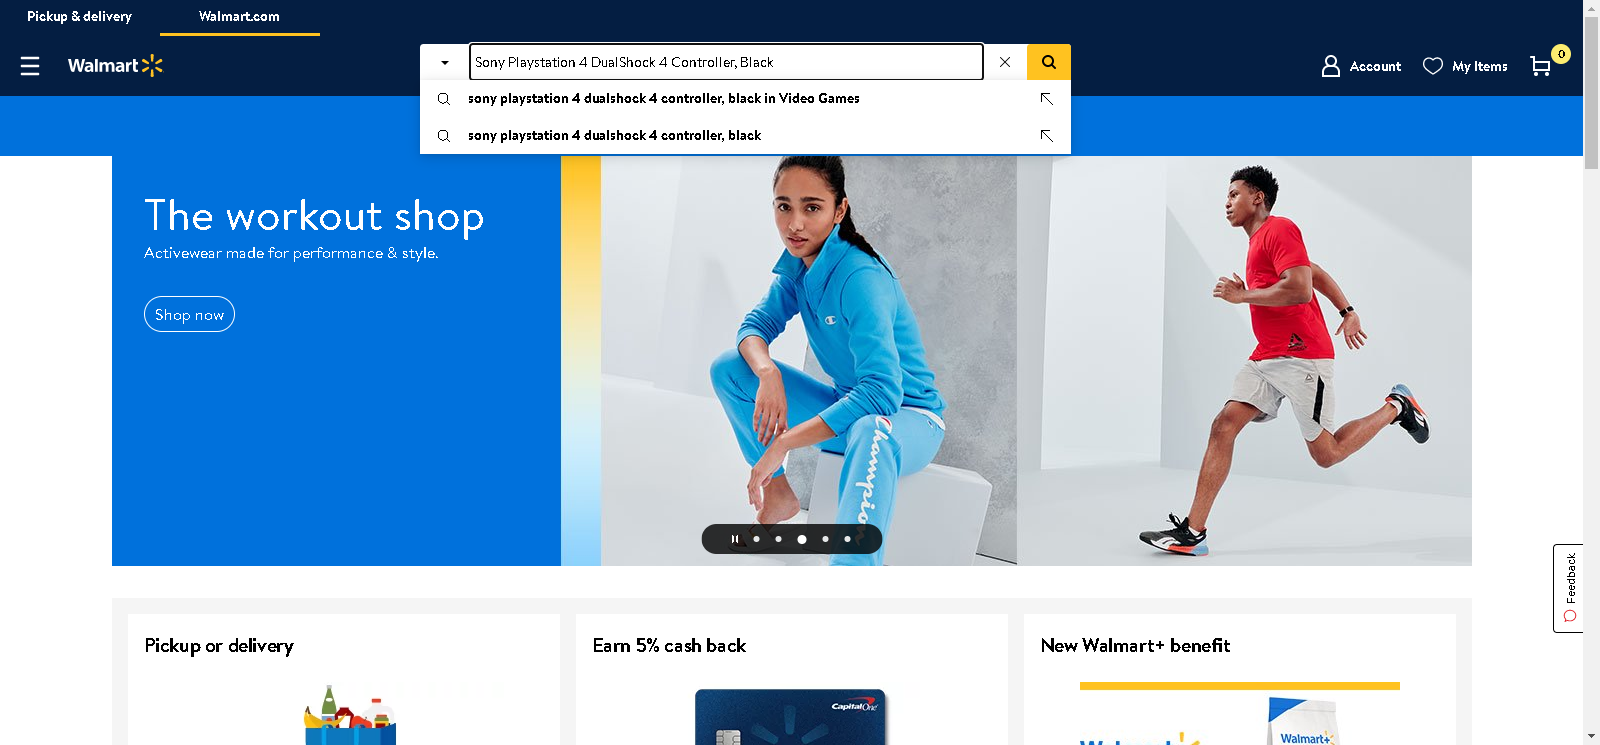 Pickup & delivery
Walmart.com
Walmart
Sony Playstation 4 DualShock 4 Controller, Black
Account
My Items
0
sony playstation 4 dualshock 4 controller, black in Video Games
sony playstation 4 dualshock 4 controller, black
The workout shop
Activewear made for performance & style.
Shop now
Champion
Feedback
Pickup or delivery
Earn 5% cash back
New Walmart+ benefit
Capital One
Walmart
Walmart+